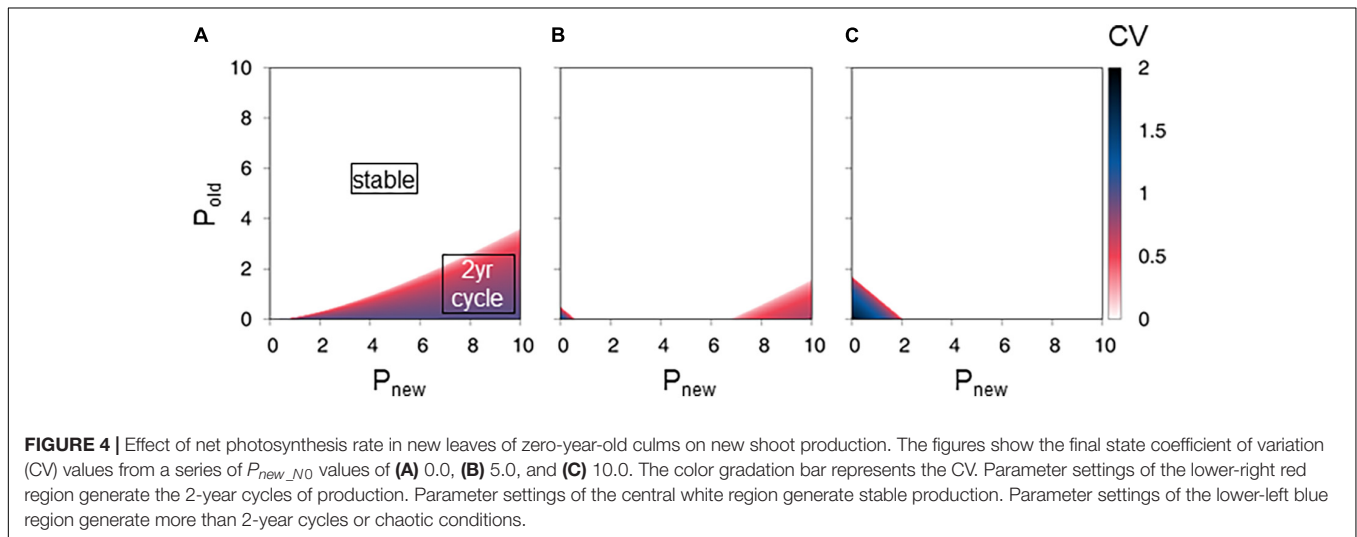 A B C CV
10 2
8
6 1.5
stable
P_old 1
4
2yr
2 cycle 0.5
0 0
0 2 4 6 8 10 0 2 4 6 8 10 0 2 4 6 8 10
P_new P_new P_new
FIGURE 4 | Effect of net photosynthesis rate in new leaves of zero-year-old culms on new shoot production. The figures show the final state coefficient of variation
(CV) values from a series of P_new_N0 values of (A) 0.0, (B) 5.0, and (C) 10.0. The color gradation bar represents the CV. Parameter settings of the lower-right red
region generate the 2-year cycles of production. Parameter settings of the central white region generate stable production. Parameter settings of the lower-left blue
region generate more than 2-year cycles or chaotic conditions.